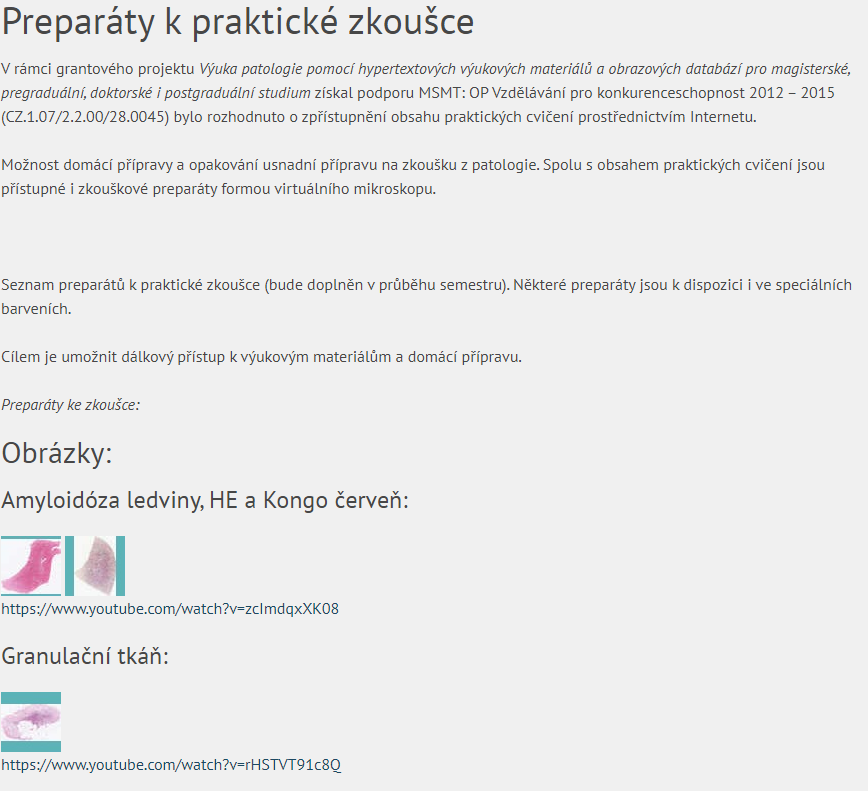 Preparáty k praktické zkoušce
V rámci grantového projektu Výuka patologie pomocí hypertextových výukových materiálů a obrazových databází pro magisterské,
pregraduální, doktorské i postgraduální studium získal podporu MSMT: OP Vzdělávání pro konkurenceschopnost 2012 – 2015
(CZ.1.07/2.2.00/28.0045) bylo rozhodnuto o zpřístupnění obsahu praktických cvičení prostřednictvím Internetu.
Možnost domácí přípravy a opakování usnadní přípravu na zkoušku z patologie. Spolu s obsahem praktických cvičení jsou
přístupné i zkouškové preparáty formou virtuálního mikroskopu.
Seznam preparátů k praktické zkoušce (bude doplněn v průběhu semestru). Některé preparáty jsou k dispozici i ve speciálních
barveních.
Cílem je umožnit dálkový přístup k výukovým materiálům a domácí přípravu.
Preparáty ke zkoušce:
Obrázky:
Amyloidóza ledviny, HE a Kongo červeň:
https://www.youtube.com/watch?v=zcImdqxXK08
Granulační tkáň:
https://www.youtube.com/watch?v=rHSTVT91c8Q